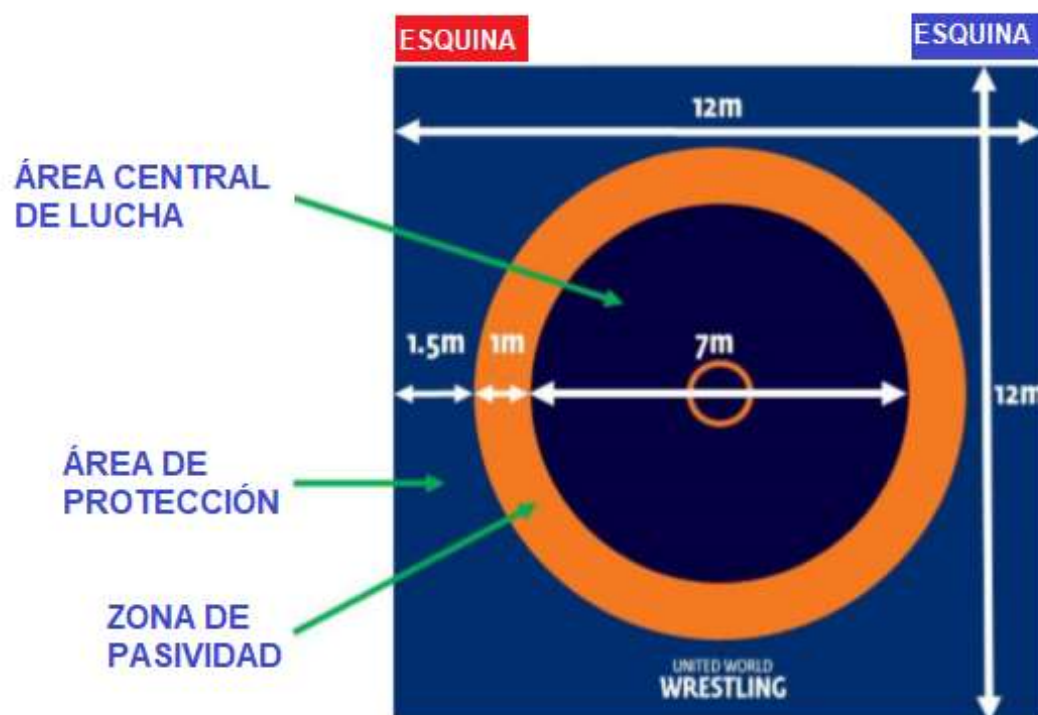 ESQUINA
ESQUINA
12m
ÁREA CENTRAL
DE LUCHA
1.5m
1m
7m
12m
ÁREA DE
PROTECCIÓN
ZONA DE
PASIVIDAD
UNITED WORLD
WRESTLING